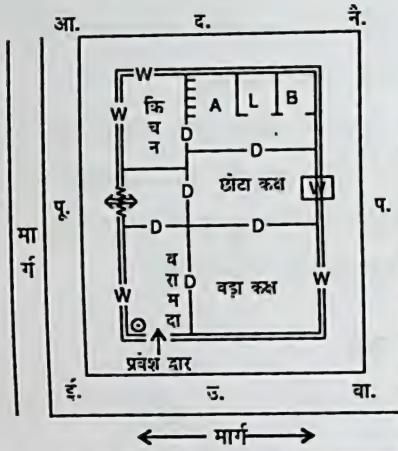 आ. द. नै.
W
W कि A L B
च
न D
D
D छोटा कक्ष W
पू. प.
मार्ग
D D
W व रा म दा D बड़ा कक्ष W
प्रवेश द्वार
ई. उ. वा.
मार्ग